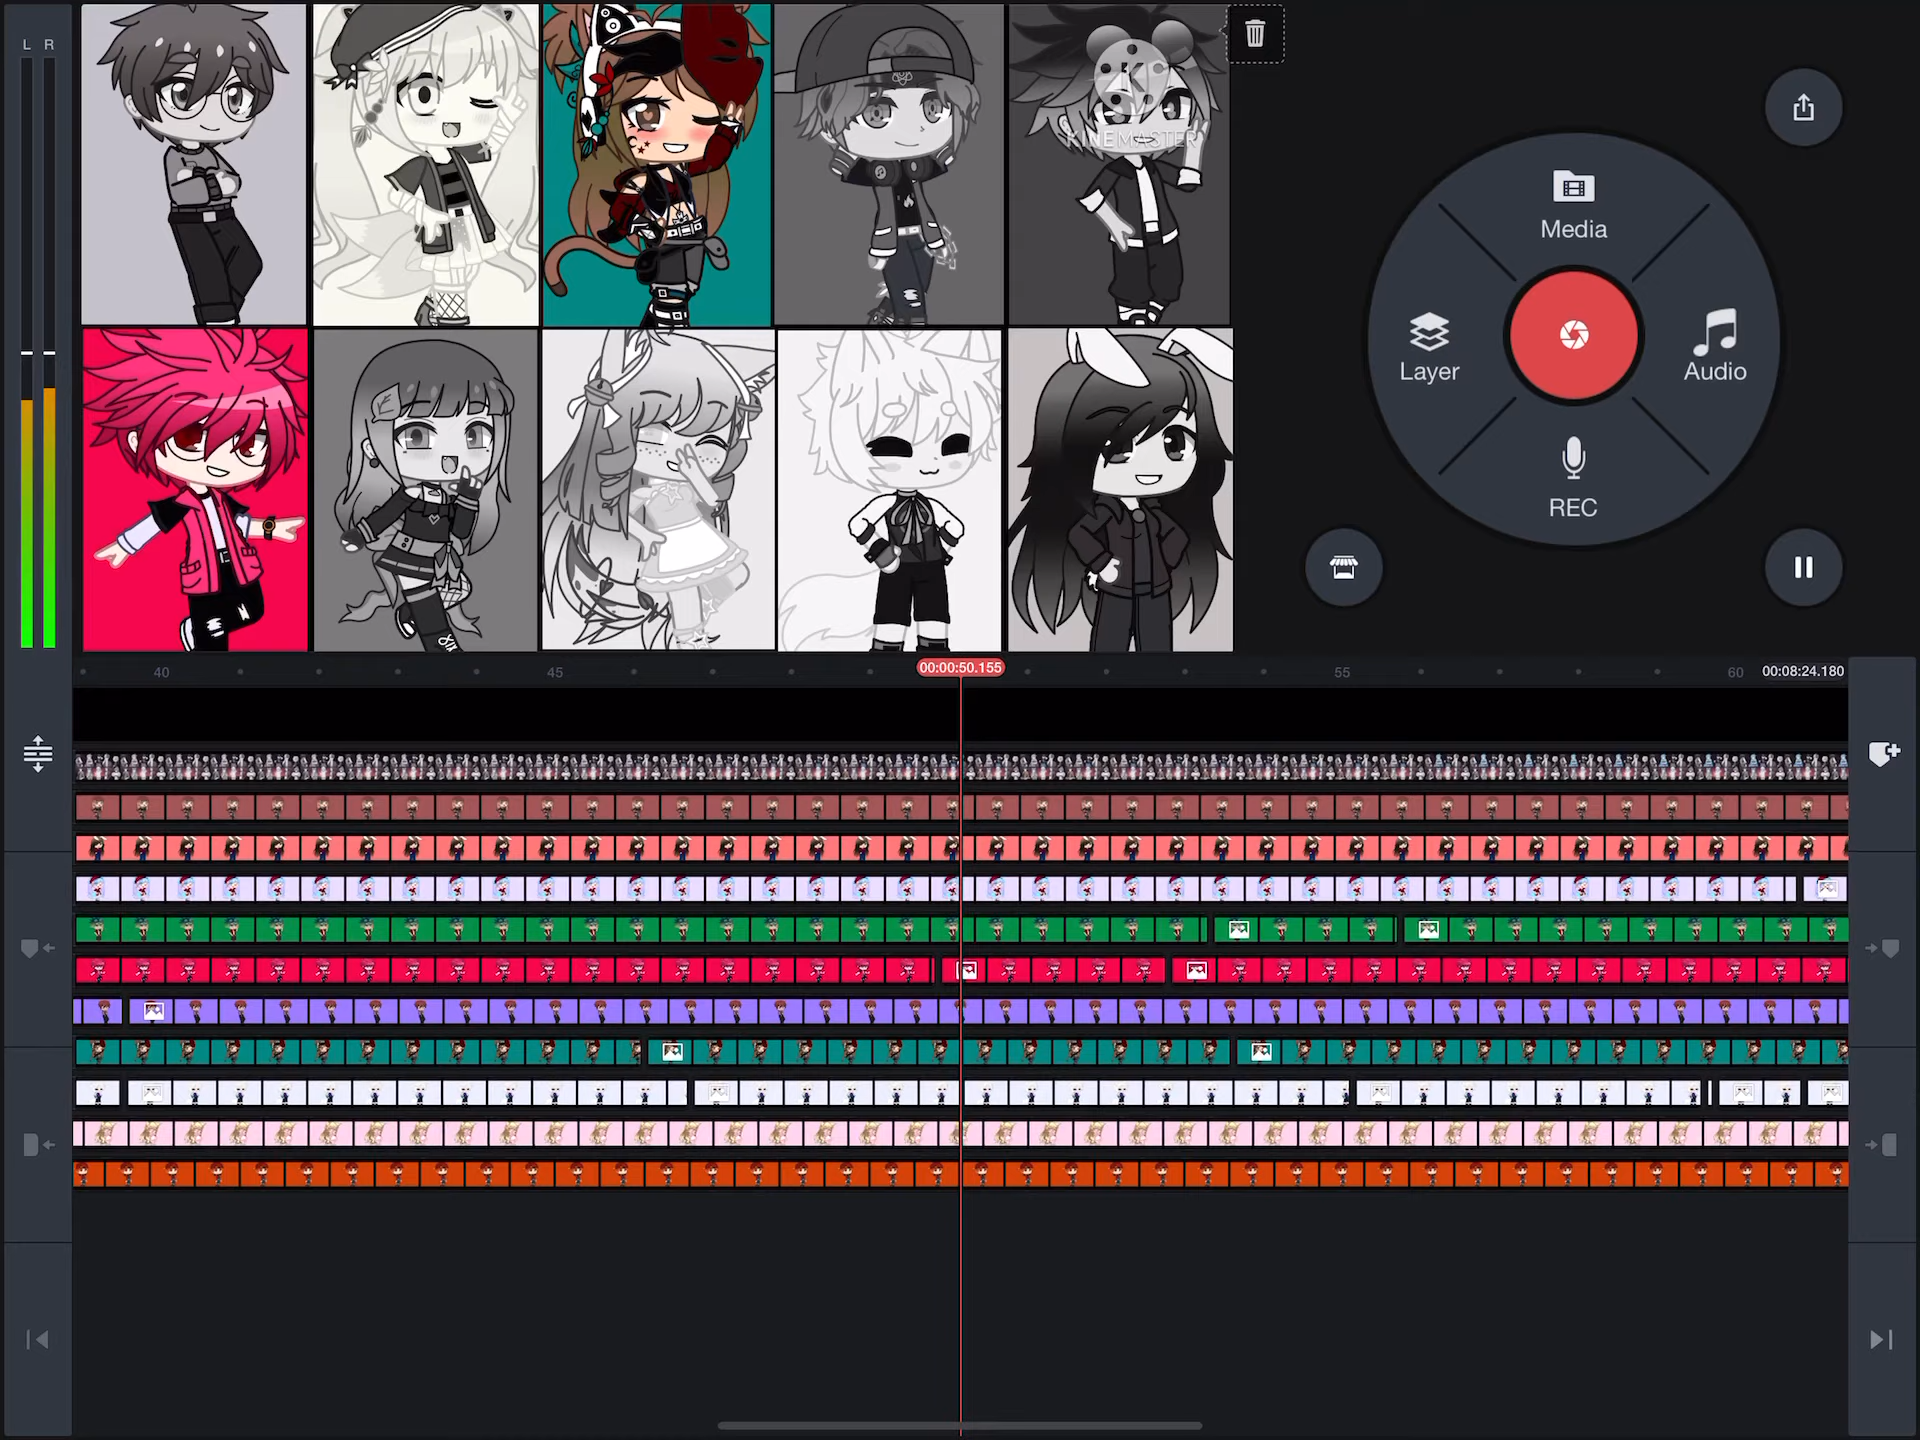 L R
K M
KINEMASTER
Media
Layer
Audio
REC
40
45
00:00:50.155
55
60
00:08:24.180